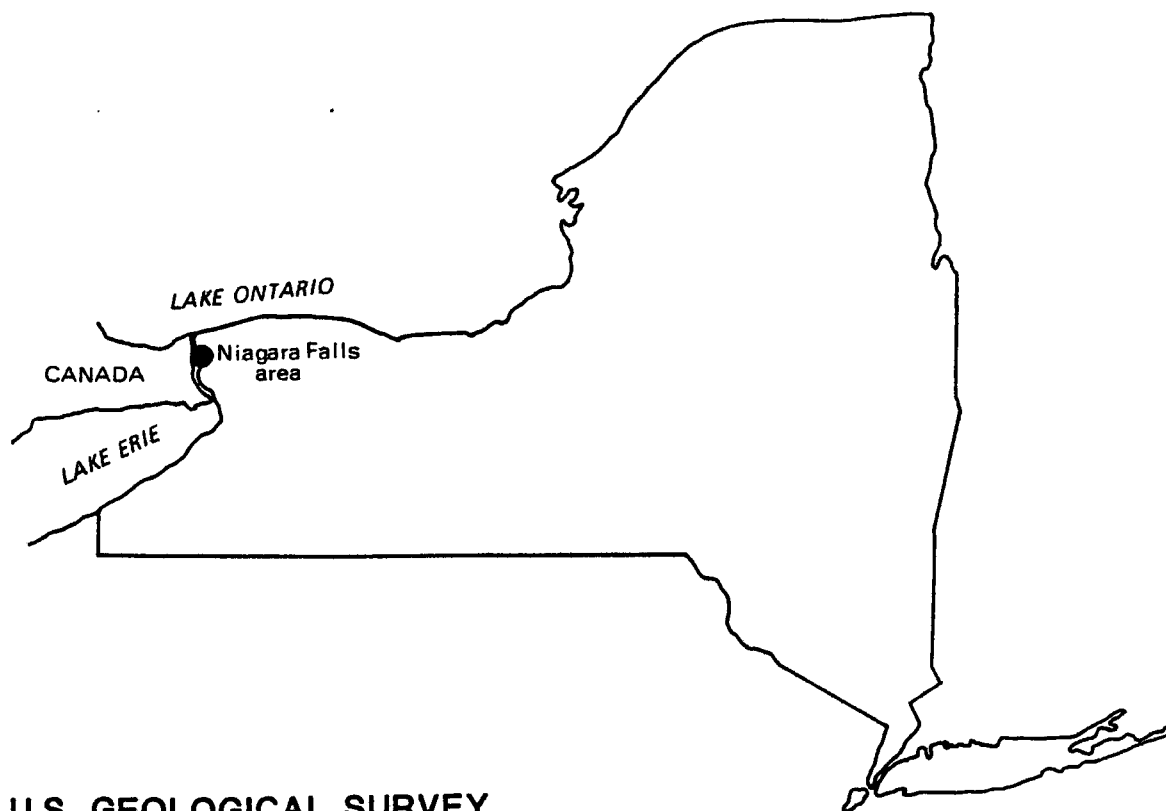 LAKE ONTARIO
Niagara Falls
area
CANADA
LAKE ERIE
U.S. GEOLOGICAL SURVEY